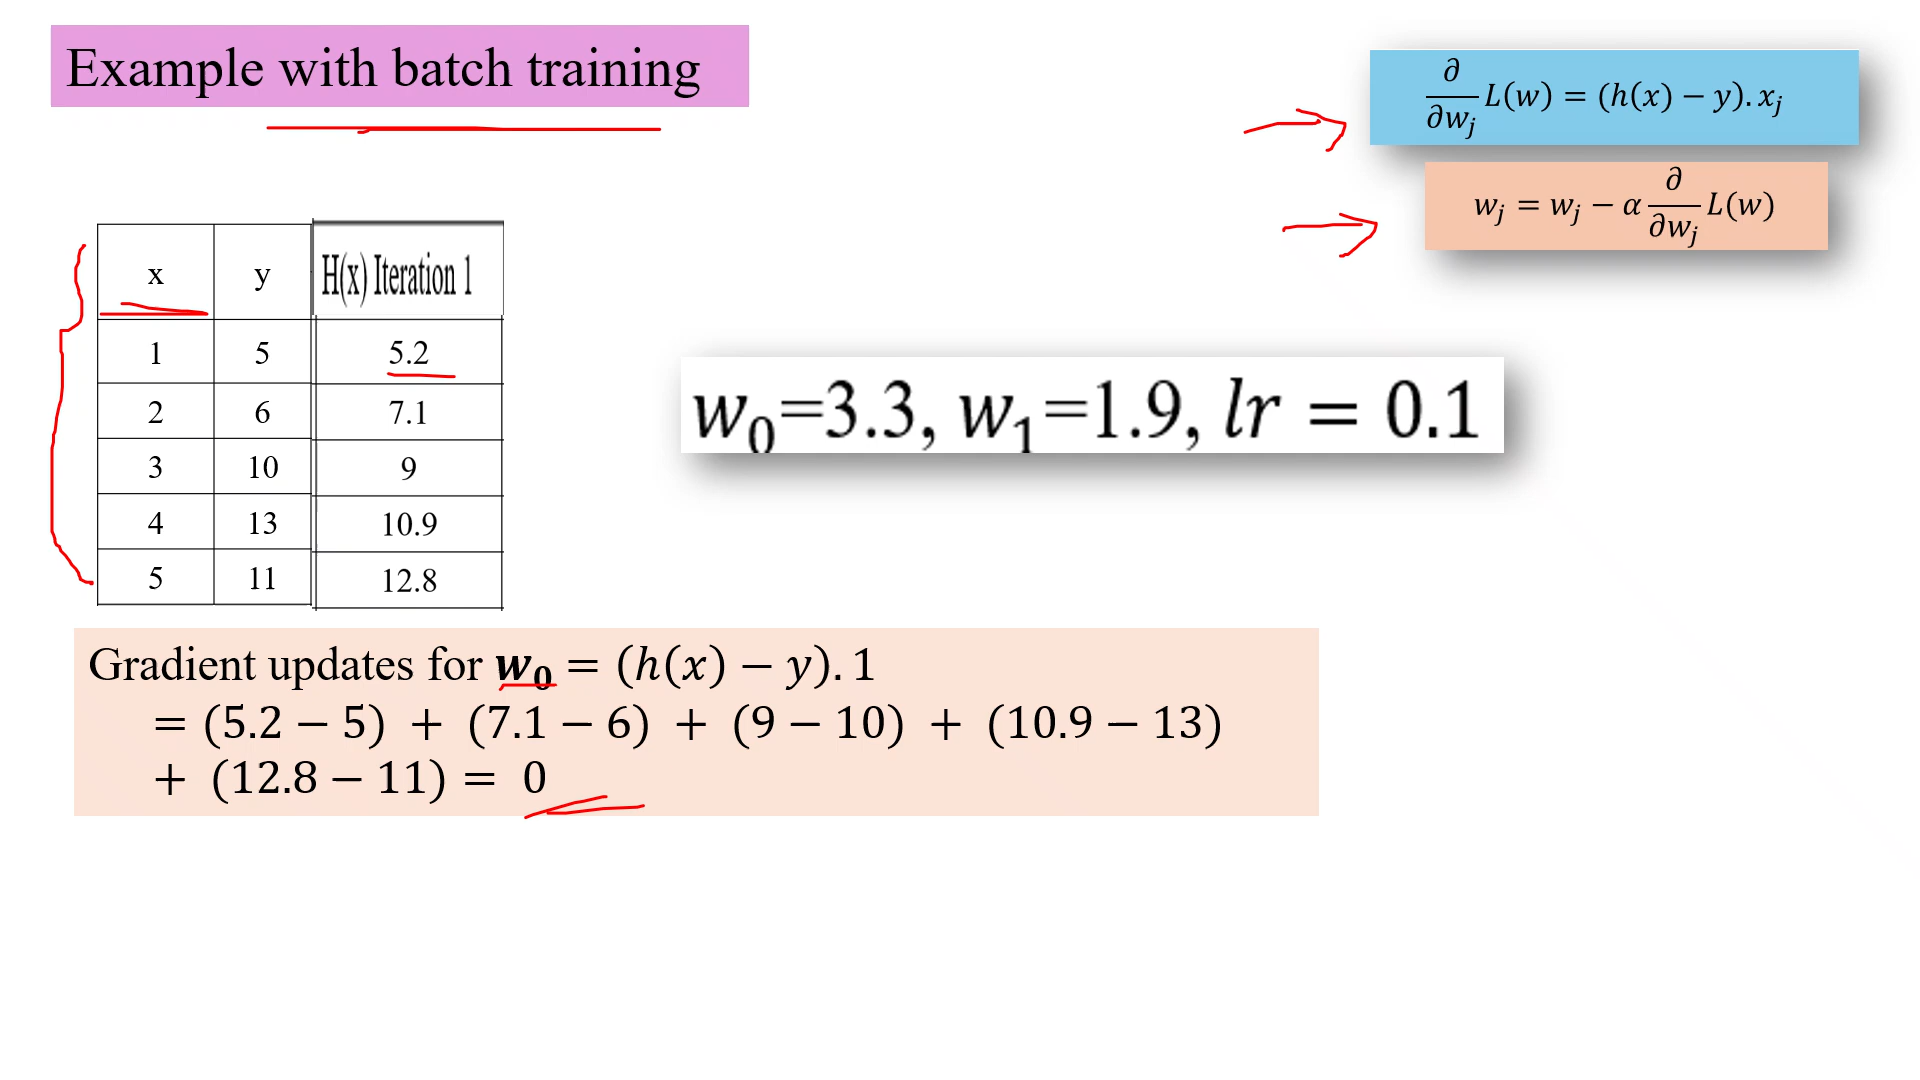 Example with batch training
∂/∂wⱼ L(w) = (h(x) − y). xⱼ
wⱼ = wⱼ − α ∂/∂wⱼ L(w)
x y H(x) Iteration 1
1 5 5.2
2 6 7.1
3 10 9
4 13 10.9
5 11 12.8
w₀=3.3, w₁=1.9, lr = 0.1
Gradient updates for w₀ = (h(x) − y). 1
= (5.2 − 5) + (7.1 − 6) + (9 − 10) + (10.9 − 13)
+ (12.8 − 11) = 0